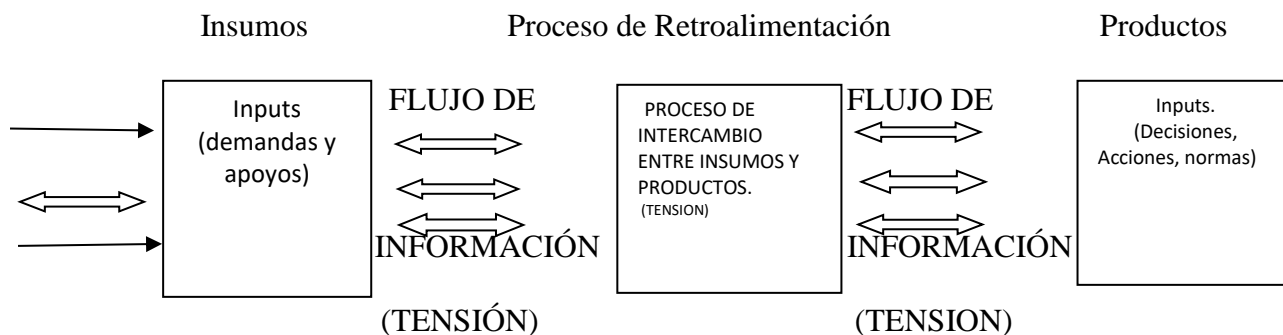 Insumos
Proceso de Retroalimentación
Productos
Inputs
(demandas y
apoyos)
FLUJO DE
INFORMACIÓN
(TENSIÓN)
PROCESO DE
INTERCAMBIO
ENTRE INSUMOS Y
PRODUCTOS.
(TENSION)
FLUJO DE
INFORMACIÓN
(TENSION)
Inputs.
(Decisiones,
Acciones, normas)